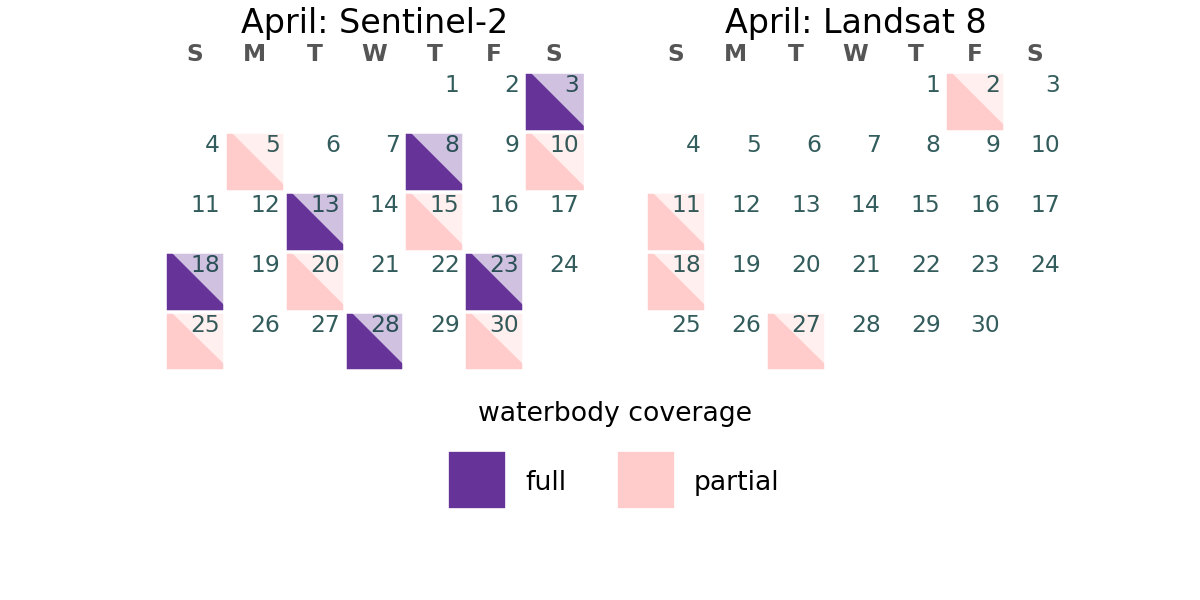 April: Sentinel-2
S M T W T F S
1 2 3
4 5 6 7 8 9 10
11 12 13 14 15 16 17
18 19 20 21 22 23 24
25 26 27 28 29 30
April: Landsat 8
S M T W T F S
1 2 3
4 5 6 7 8 9 10
11 12 13 14 15 16 17
18 19 20 21 22 23 24
25 26 27 28 29 30
waterbody coverage
full
partial